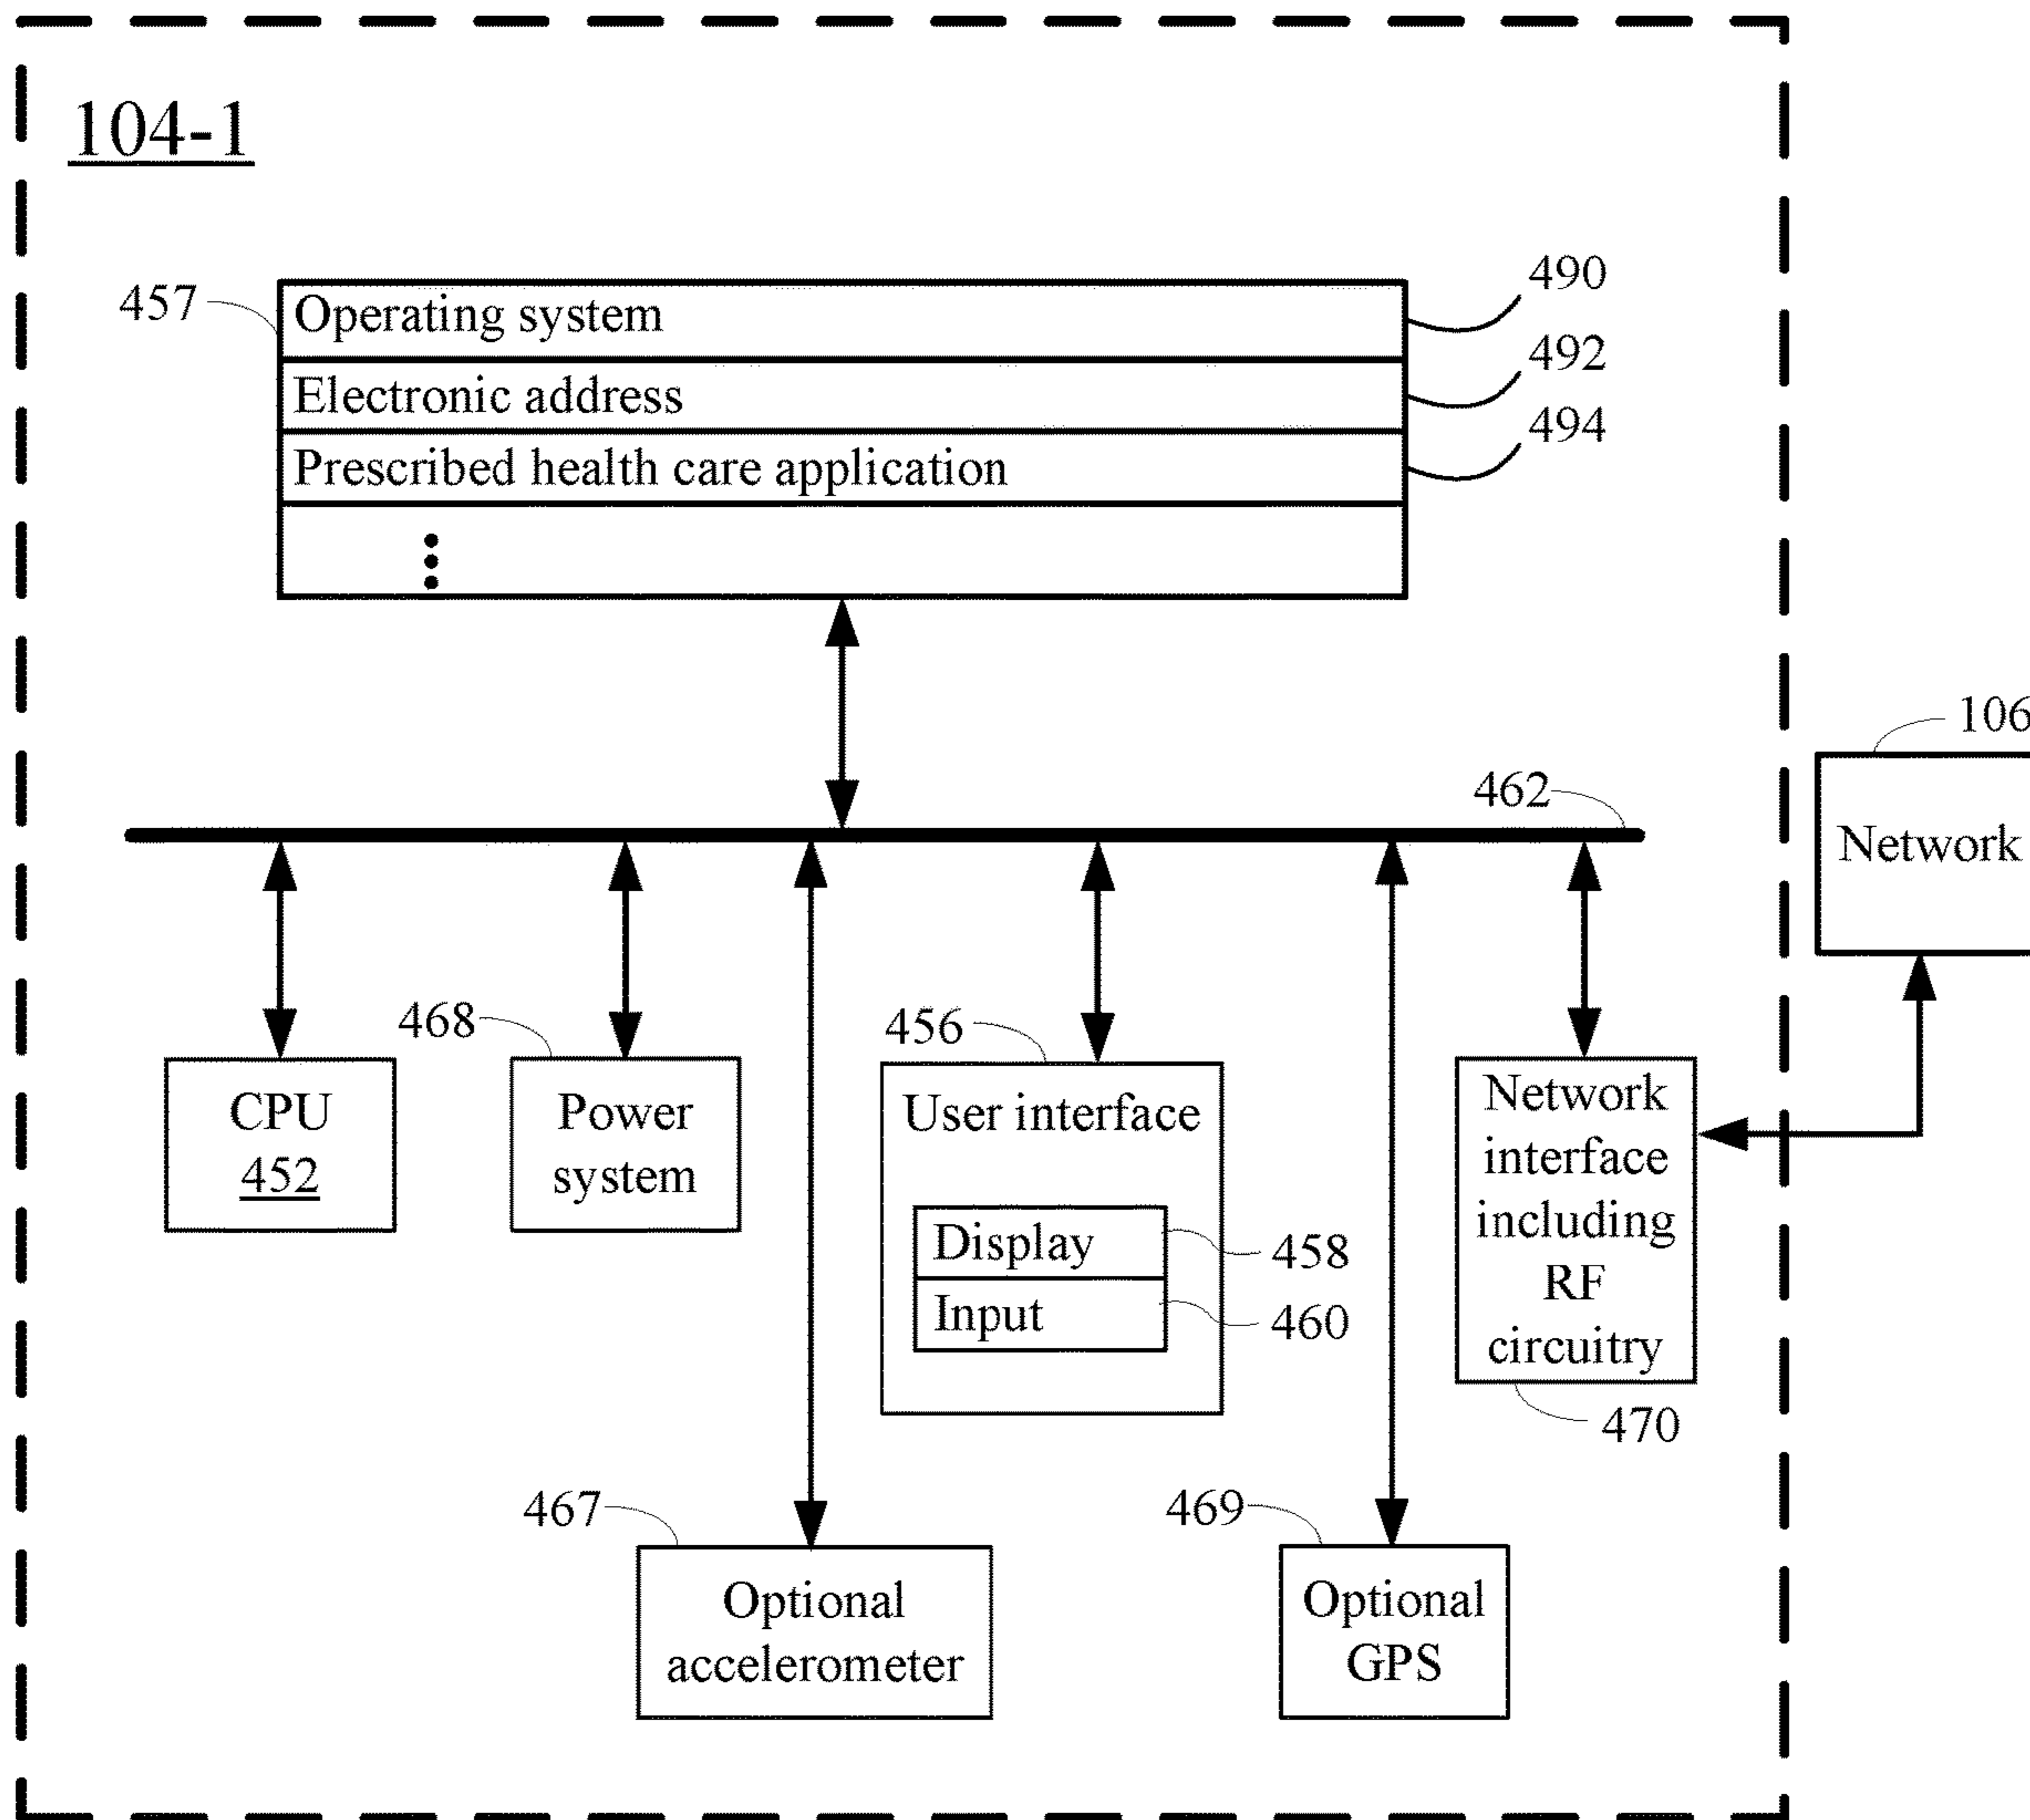 104-1
457
Operating system
490
Electronic address
492
Prescribed health care application
494
462
106
Network
CPU
452
468
Power
system
456
User interface
Display
458
Input
460
Network
interface
including
RF
circuitry
470
467
Optional
accelerometer
469
Optional
GPS